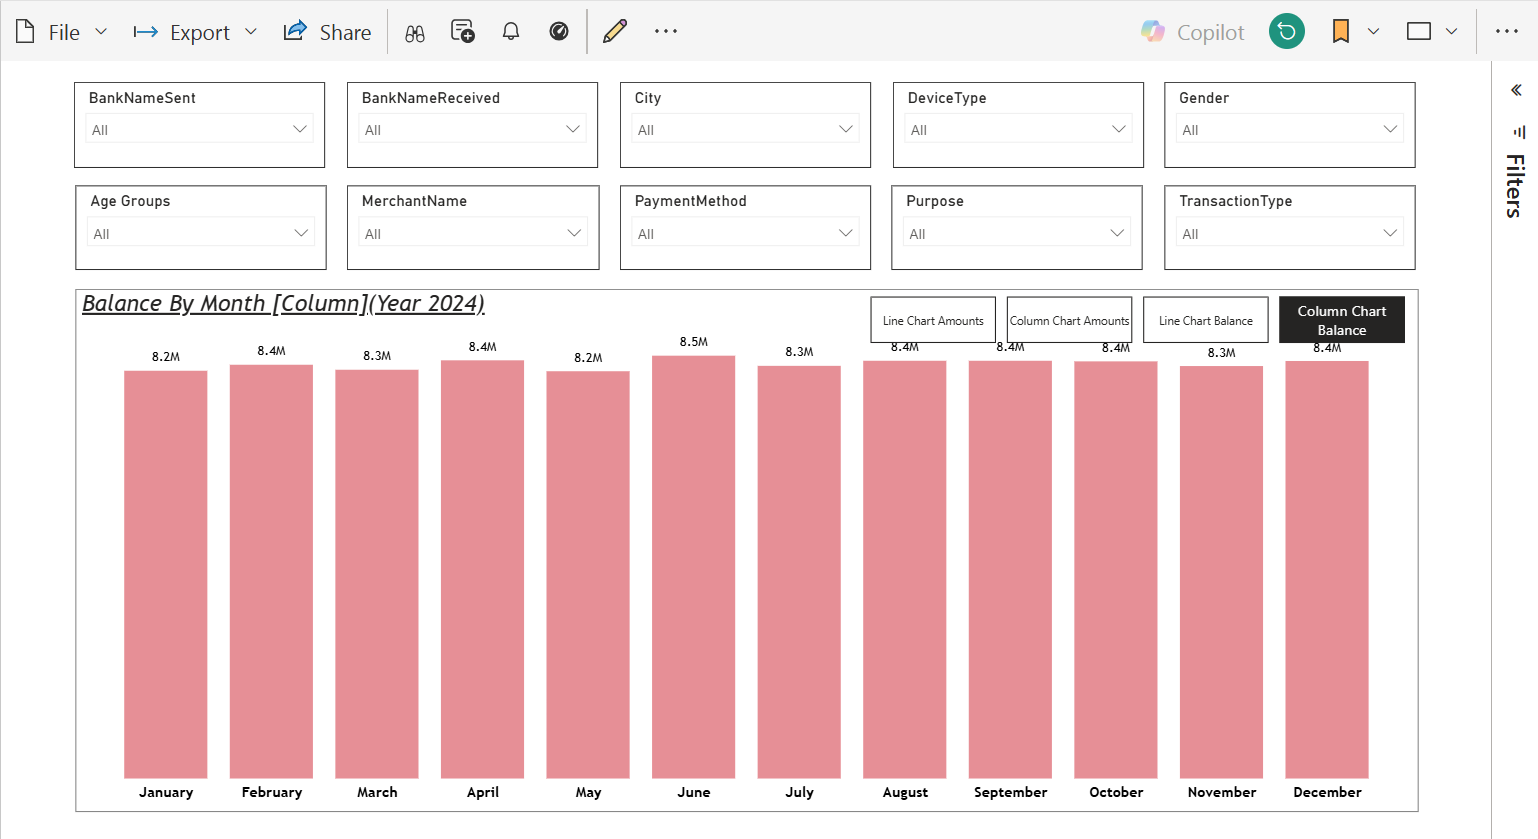 File
Export
Share
Copilot
BankNameSent
All
BankNameReceived
All
City
All
DeviceType
All
Gender
All
Age Groups
All
MerchantName
All
PaymentMethod
All
Purpose
All
TransactionType
All
Filters
Balance By Month [Column](Year 2024)
Line Chart Amounts
Column Chart Amounts
Line Chart Balance
Column Chart
Balance
8.2M
8.4M
8.3M
8.4M
8.2M
8.5M
8.3M
8.4M
8.4M
8.4M
8.3M
8.4M
January
February
March
April
May
June
July
August
September
October
November
December